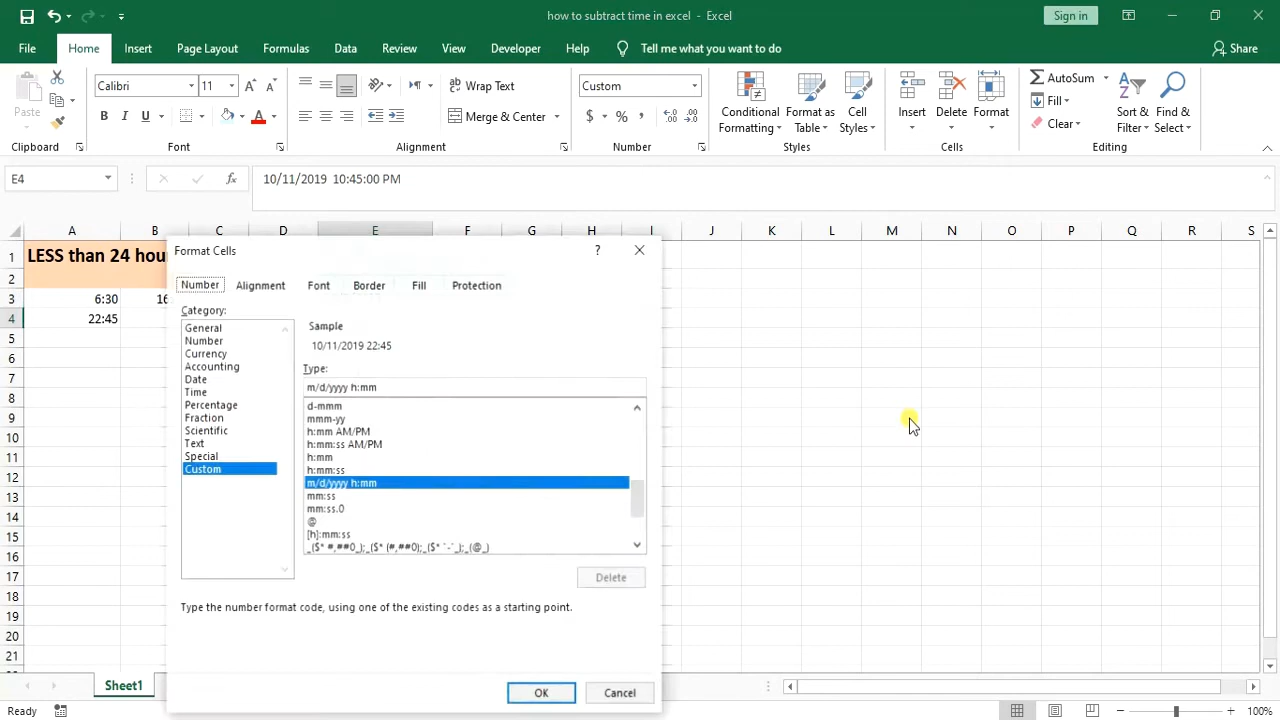 how to subtract time in excel - Excel
Sign in
File Home Insert Page Layout Formulas Data Review View Developer Help Tell me what you want to do Share
Paste
Calibri 11
B I U
Wrap Text
Merge & Center
Custom
$ % ,
Conditional Formatting
Format as Table
Cell Styles
Insert
Delete
Format
AutoSum
Fill
Clear
Sort & Filter
Find & Select
Clipboard Font Alignment Number Styles Cells Editing
E4 fx 10/11/2019 10:45:00 PM
A B C D E F G H I J K L M N O P Q R S
1 LESS than 24 hou
2
3 6:30 16
4 22:45
5
6
7
8
9
10
11
12
13
14
15
16
17
18
19
20
21
Format Cells ?
Number Alignment Font Border Fill Protection
Category:
General
Number
Currency
Accounting
Date
Time
Percentage
Fraction
Scientific
Text
Special
Custom
Sample
10/11/2019 22:45
Type:
m/d/yyyy h:mm
d-mmm
mmm-yy
h:mm AM/PM
h:mm:ss AM/PM
h:mm
h:mm:ss
m/d/yyyy h:mm
mm:ss
mm:ss.0
@
[h]:mm:ss
_($* #,##0_);_($* (#,##0);_($* "-"_);_(@_)
Delete
Type the number format code, using one of the existing codes as a starting point.
OK Cancel
Sheet1
Ready
100%